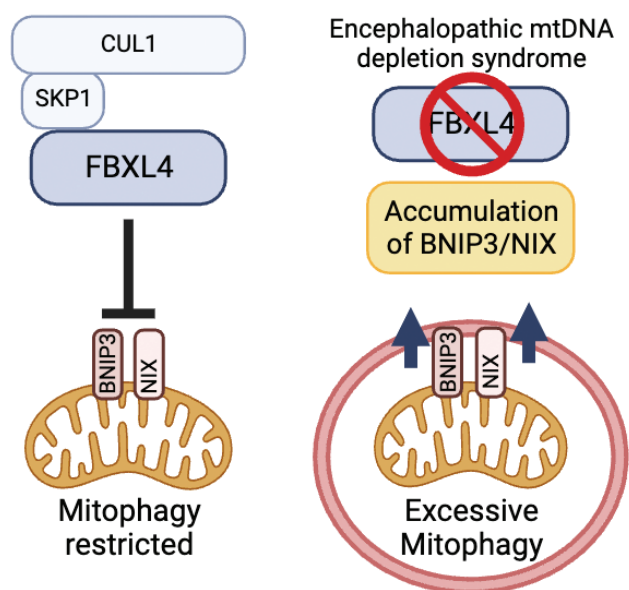 CUL1
SKP1
FBXL4
BNIP3
NIX
Mitophagy
restricted
Encephalopathic mtDNA
depletion syndrome
FBXL4
Accumulation
of BNIP3/NIX
BNIP3
NIX
Excessive
Mitophagy